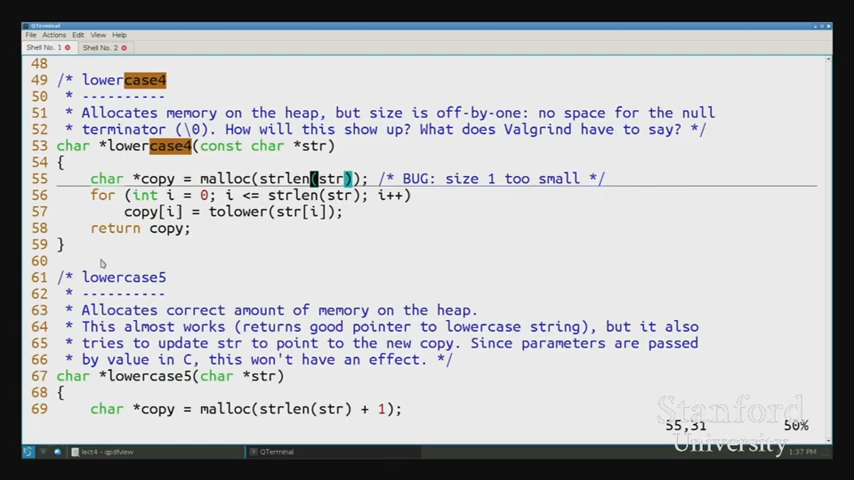 QTerminal
File Actions Edit View Help
Shell No. 1 Shell No. 2
48
49 /* lowercase4
50 * ----------
51 * Allocates memory on the heap, but size is off-by-one: no space for the null
52 * terminator (\0). How will this show up? What does Valgrind have to say? */
53 char *lowercase4(const char *str)
54 {
55 char *copy = malloc(strlen(str)); /* BUG: size 1 too small */
56 for (int i = 0; i <= strlen(str); i++)
57 copy[i] = tolower(str[i]);
58 return copy;
59 }
60
61 /* lowercase5
62 * ----------
63 * Allocates correct amount of memory on the heap.
64 * This almost works (returns good pointer to lowercase string), but it also
65 * tries to update str to point to the new copy. Since parameters are passed
66 * by value in C, this won't have an effect. */
67 char *lowercase5(char *str)
68 {
69 char *copy = malloc(strlen(str) + 1);
55,31 50%
Stanford
University
lect4 - qpdfview QTerminal 1:37 PM